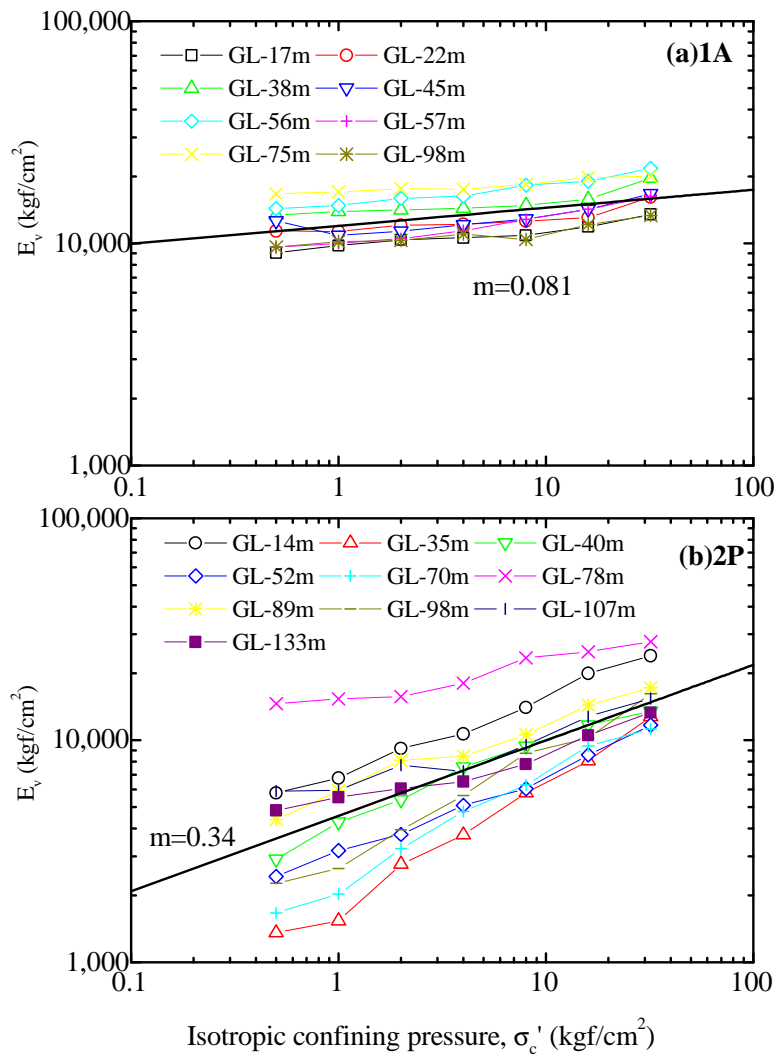 100,000
(a)1A
GL-17m GL-22m
GL-38m GL-45m
GL-56m GL-57m
GL-75m GL-98m
E_v (kgf/cm²)
10,000
m=0.081
1,000
0.1 1 10 100
100,000
(b)2P
GL-14m GL-35m GL-40m
GL-52m GL-70m GL-78m
GL-89m GL-98m GL-107m
GL-133m
E_v (kgf/cm²)
10,000
m=0.34
1,000
0.1 1 10 100
Isotropic confining pressure, σ_c' (kgf/cm²)